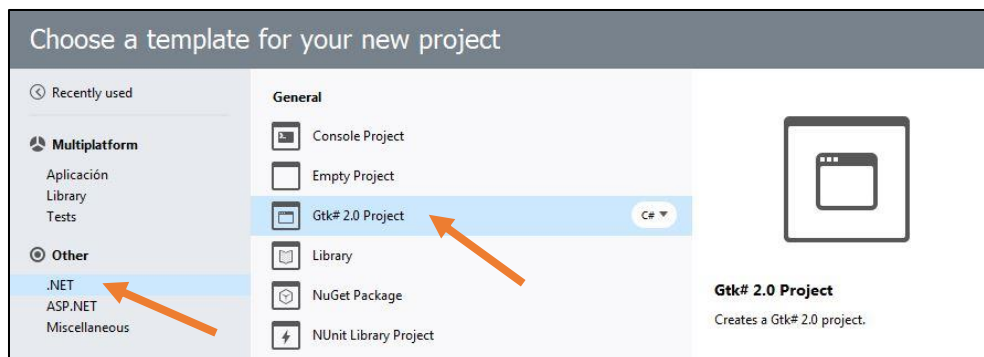 Choose a template for your new project
Recently used
Multiplatform
Aplicación
Library
Tests
Other
.NET
ASP.NET
Miscellaneous
General
Console Project
Empty Project
Gtk# 2.0 Project
C#
Library
NuGet Package
NUnit Library Project
Gtk# 2.0 Project
Creates a Gtk# 2.0 project.